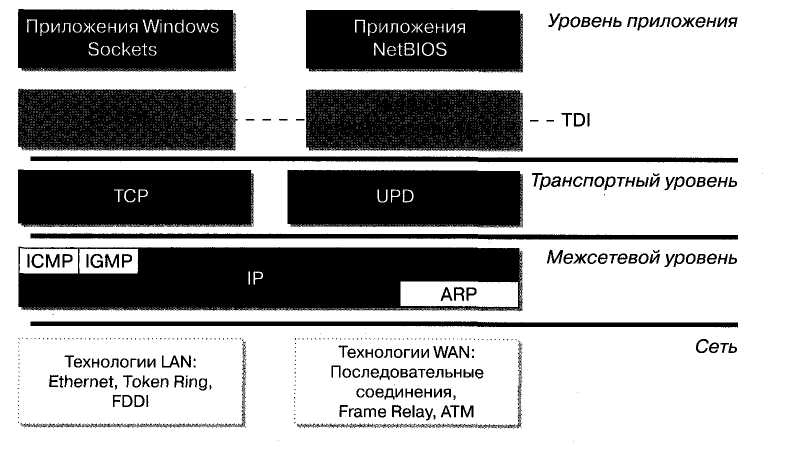 Приложения Windows
Sockets
Приложения
NetBIOS
Уровень приложения
TDI
TCP
UPD
Транспортный уровень
ICMP
IGMP
IP
ARP
Межсетевой уровень
Сеть
Технологии LAN:
Ethernet, Token Ring,
FDDI
Технологии WAN:
Последовательные
соединения,
Frame Relay, ATM